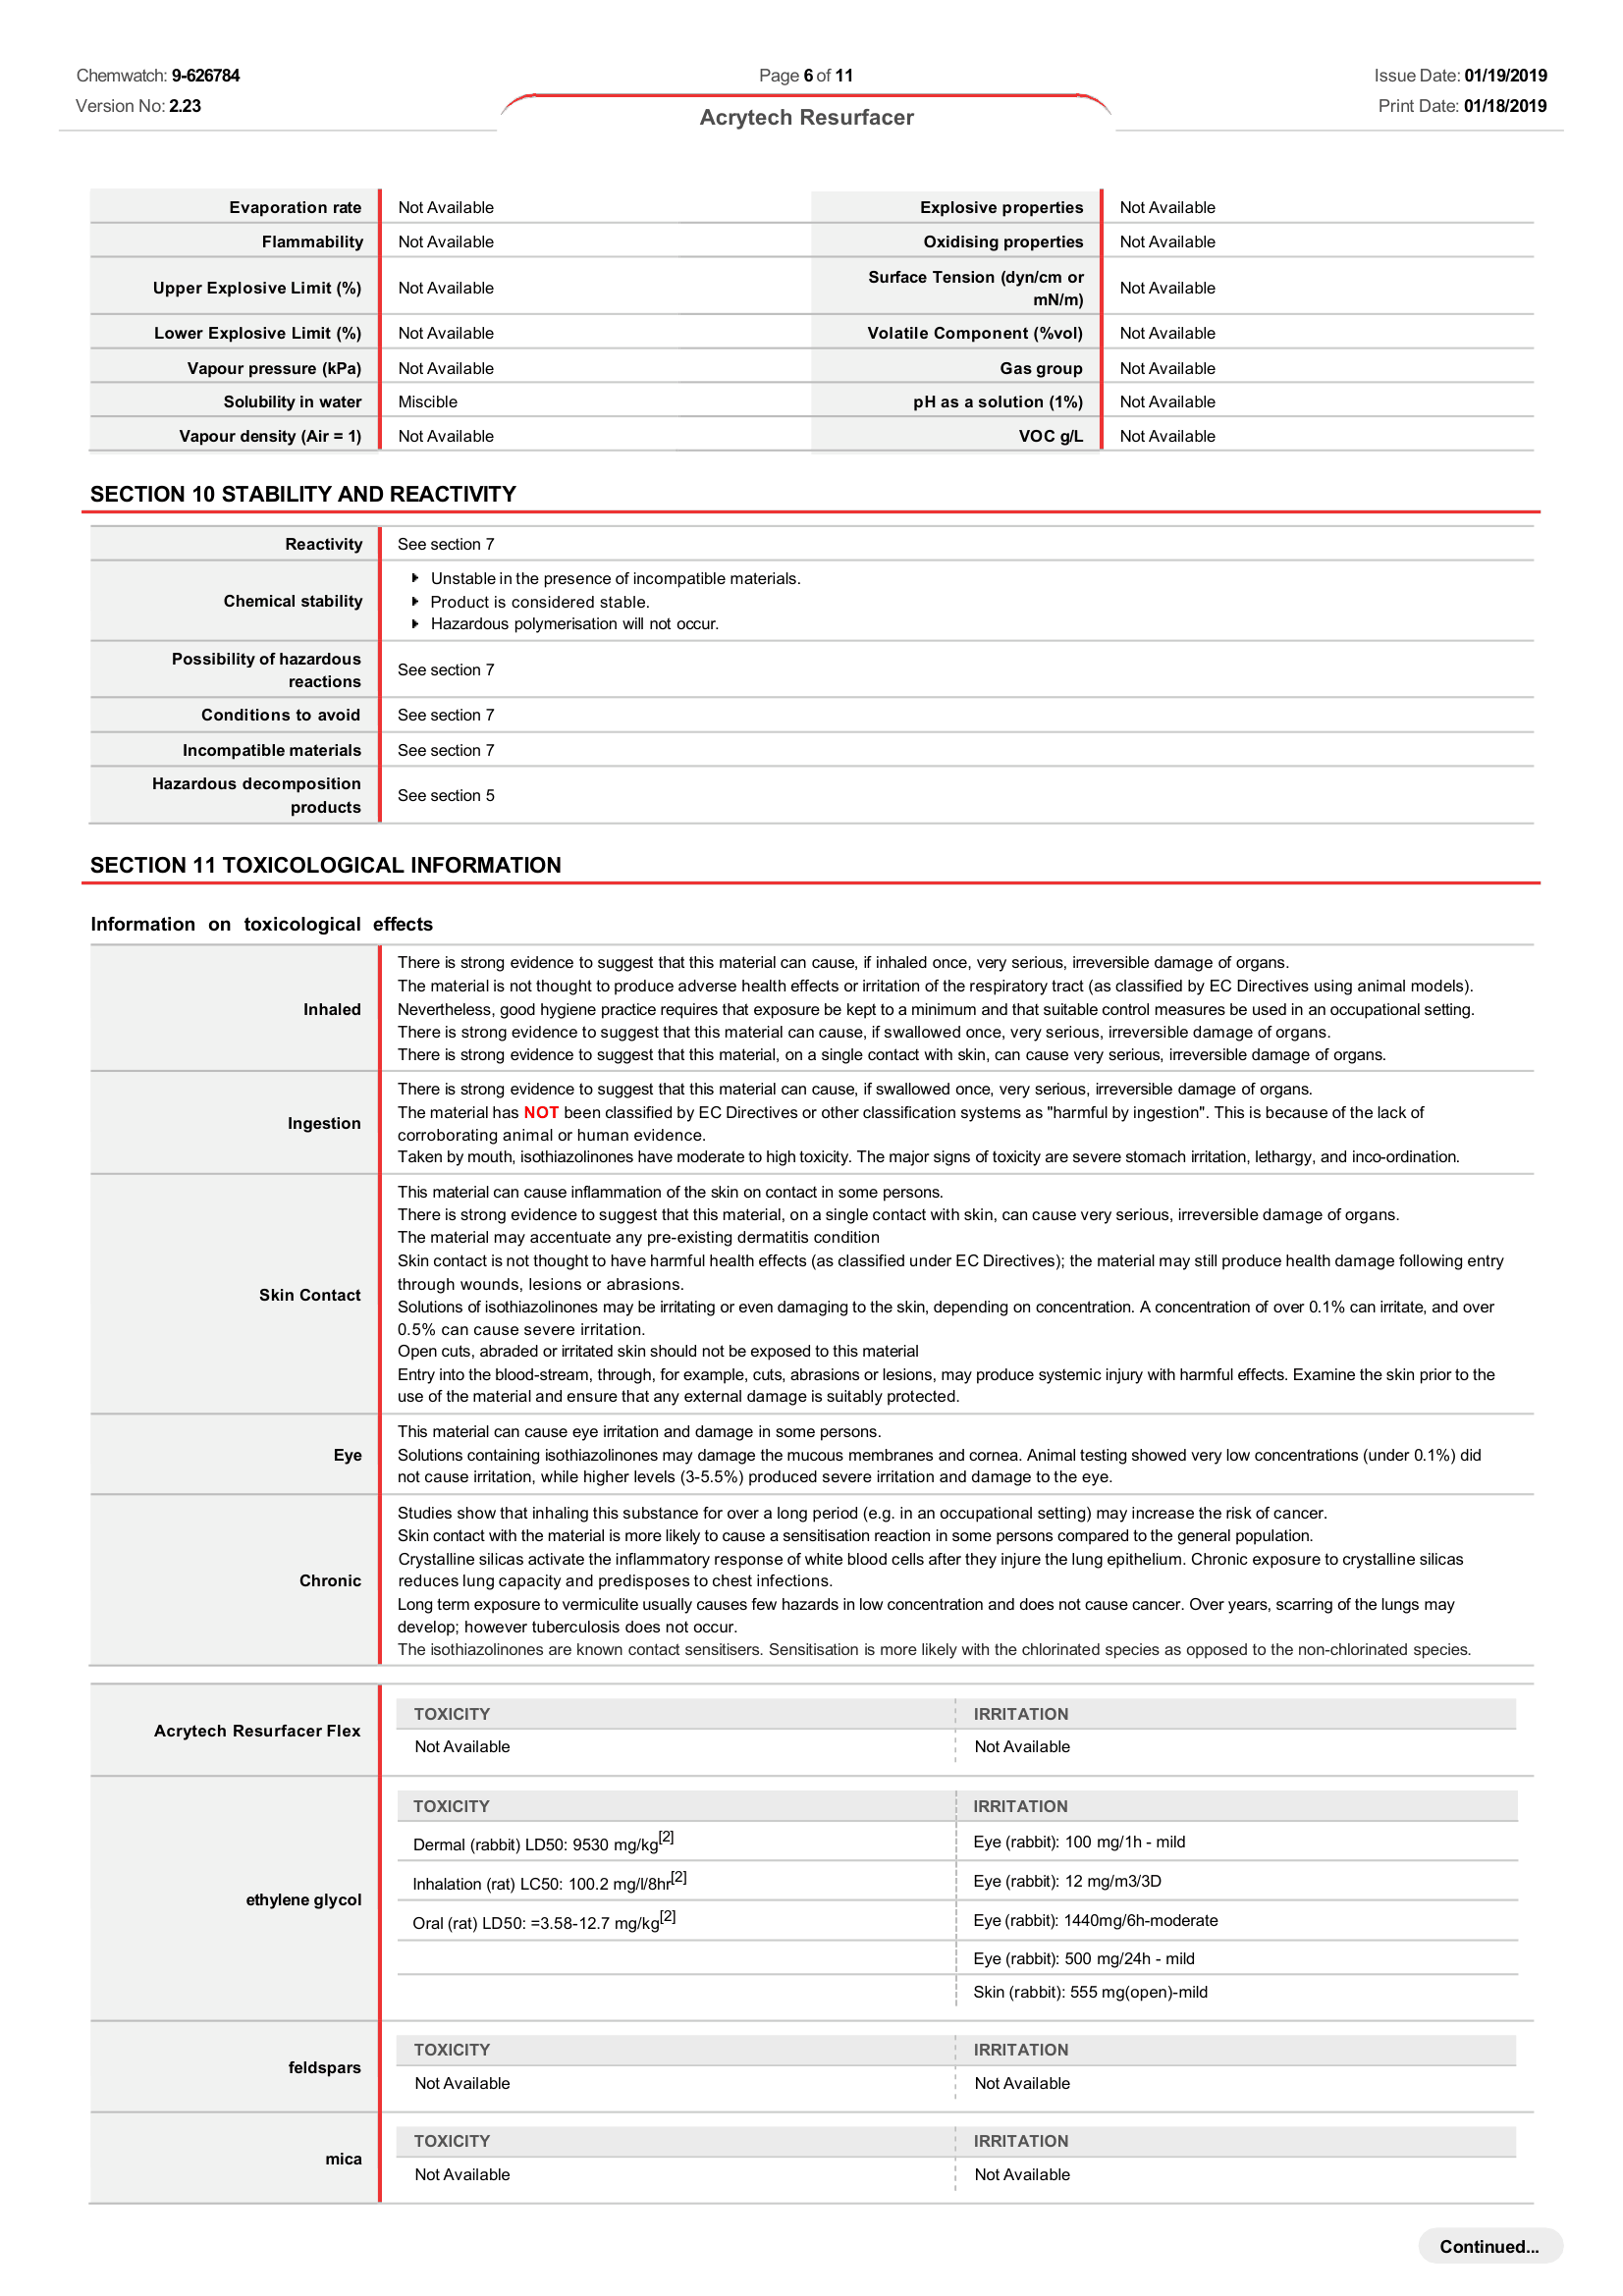 Chemwatch: 9-626784
Page 6 of 11
Issue Date: 01/19/2019
Version No: 2.23
Print Date: 01/18/2019
Acrytech Resurfacer
Evaporation rate Not Available Explosive properties Not Available
Flammability Not Available Oxidising properties Not Available
Upper Explosive Limit (%) Not Available Surface Tension (dyn/cm or
mN/m) Not Available
Lower Explosive Limit (%) Not Available Volatile Component (%vol) Not Available
Vapour pressure (kPa) Not Available Gas group Not Available
Solubility in water Miscible pH as a solution (1%) Not Available
Vapour density (Air = 1) Not Available VOC g/L Not Available
SECTION 10 STABILITY AND REACTIVITY
Reactivity See section 7
Chemical stability
Unstable in the presence of incompatible materials.
Product is considered stable.
Hazardous polymerisation will not occur.
Possibility of hazardous
reactions See section 7
Conditions to avoid See section 7
Incompatible materials See section 7
Hazardous decomposition
products See section 5
SECTION 11 TOXICOLOGICAL INFORMATION
Information on toxicological effects
Inhaled
There is strong evidence to suggest that this material can cause, if inhaled once, very serious, irreversible damage of organs.
The material is not thought to produce adverse health effects or irritation of the respiratory tract (as classified by EC Directives using animal models).
Nevertheless, good hygiene practice requires that exposure be kept to a minimum and that suitable control measures be used in an occupational setting.
There is strong evidence to suggest that this material can cause, if swallowed once, very serious, irreversible damage of organs.
There is strong evidence to suggest that this material, on a single contact with skin, can cause very serious, irreversible damage of organs.
Ingestion
There is strong evidence to suggest that this material can cause, if swallowed once, very serious, irreversible damage of organs.
The material has NOT been classified by EC Directives or other classification systems as "harmful by ingestion". This is because of the lack of
corroborating animal or human evidence.
Taken by mouth, isothiazolinones have moderate to high toxicity. The major signs of toxicity are severe stomach irritation, lethargy, and inco-ordination.
Skin Contact
This material can cause inflammation of the skin on contact in some persons.
There is strong evidence to suggest that this material, on a single contact with skin, can cause very serious, irreversible damage of organs.
The material may accentuate any pre-existing dermatitis condition
Skin contact is not thought to have harmful health effects (as classified under EC Directives); the material may still produce health damage following entry
through wounds, lesions or abrasions.
Solutions of isothiazolinones may be irritating or even damaging to the skin, depending on concentration. A concentration of over 0.1% can irritate, and over
0.5% can cause severe irritation.
Open cuts, abraded or irritated skin should not be exposed to this material
Entry into the blood-stream, through, for example, cuts, abrasions or lesions, may produce systemic injury with harmful effects. Examine the skin prior to the
use of the material and ensure that any external damage is suitably protected.
Eye
This material can cause eye irritation and damage in some persons.
Solutions containing isothiazolinones may damage the mucous membranes and cornea. Animal testing showed very low concentrations (under 0.1%) did
not cause irritation, while higher levels (3-5.5%) produced severe irritation and damage to the eye.
Chronic
Studies show that inhaling this substance for over a long period (e.g. in an occupational setting) may increase the risk of cancer.
Skin contact with the material is more likely to cause a sensitisation reaction in some persons compared to the general population.
Crystalline silicas activate the inflammatory response of white blood cells after they injure the lung epithelium. Chronic exposure to crystalline silicas
reduces lung capacity and predisposes to chest infections.
Long term exposure to vermiculite usually causes few hazards in low concentration and does not cause cancer. Over years, scarring of the lungs may
develop; however tuberculosis does not occur.
The isothiazolinones are known contact sensitisers. Sensitisation is more likely with the chlorinated species as opposed to the non-chlorinated species.
Acrytech Resurfacer Flex
TOXICITY IRRITATION
Not Available Not Available
ethylene glycol
TOXICITY IRRITATION
Dermal (rabbit) LD50: 9530 mg/kg[2] Eye (rabbit): 100 mg/1h - mild
Inhalation (rat) LC50: 100.2 mg/l/8hr[2] Eye (rabbit): 12 mg/m3/3D
Oral (rat) LD50: =3.58-12.7 mg/kg[2] Eye (rabbit): 1440mg/6h-moderate
Eye (rabbit): 500 mg/24h - mild
Skin (rabbit): 555 mg(open)-mild
feldspars
TOXICITY IRRITATION
Not Available Not Available
mica
TOXICITY IRRITATION
Not Available Not Available
Continued...